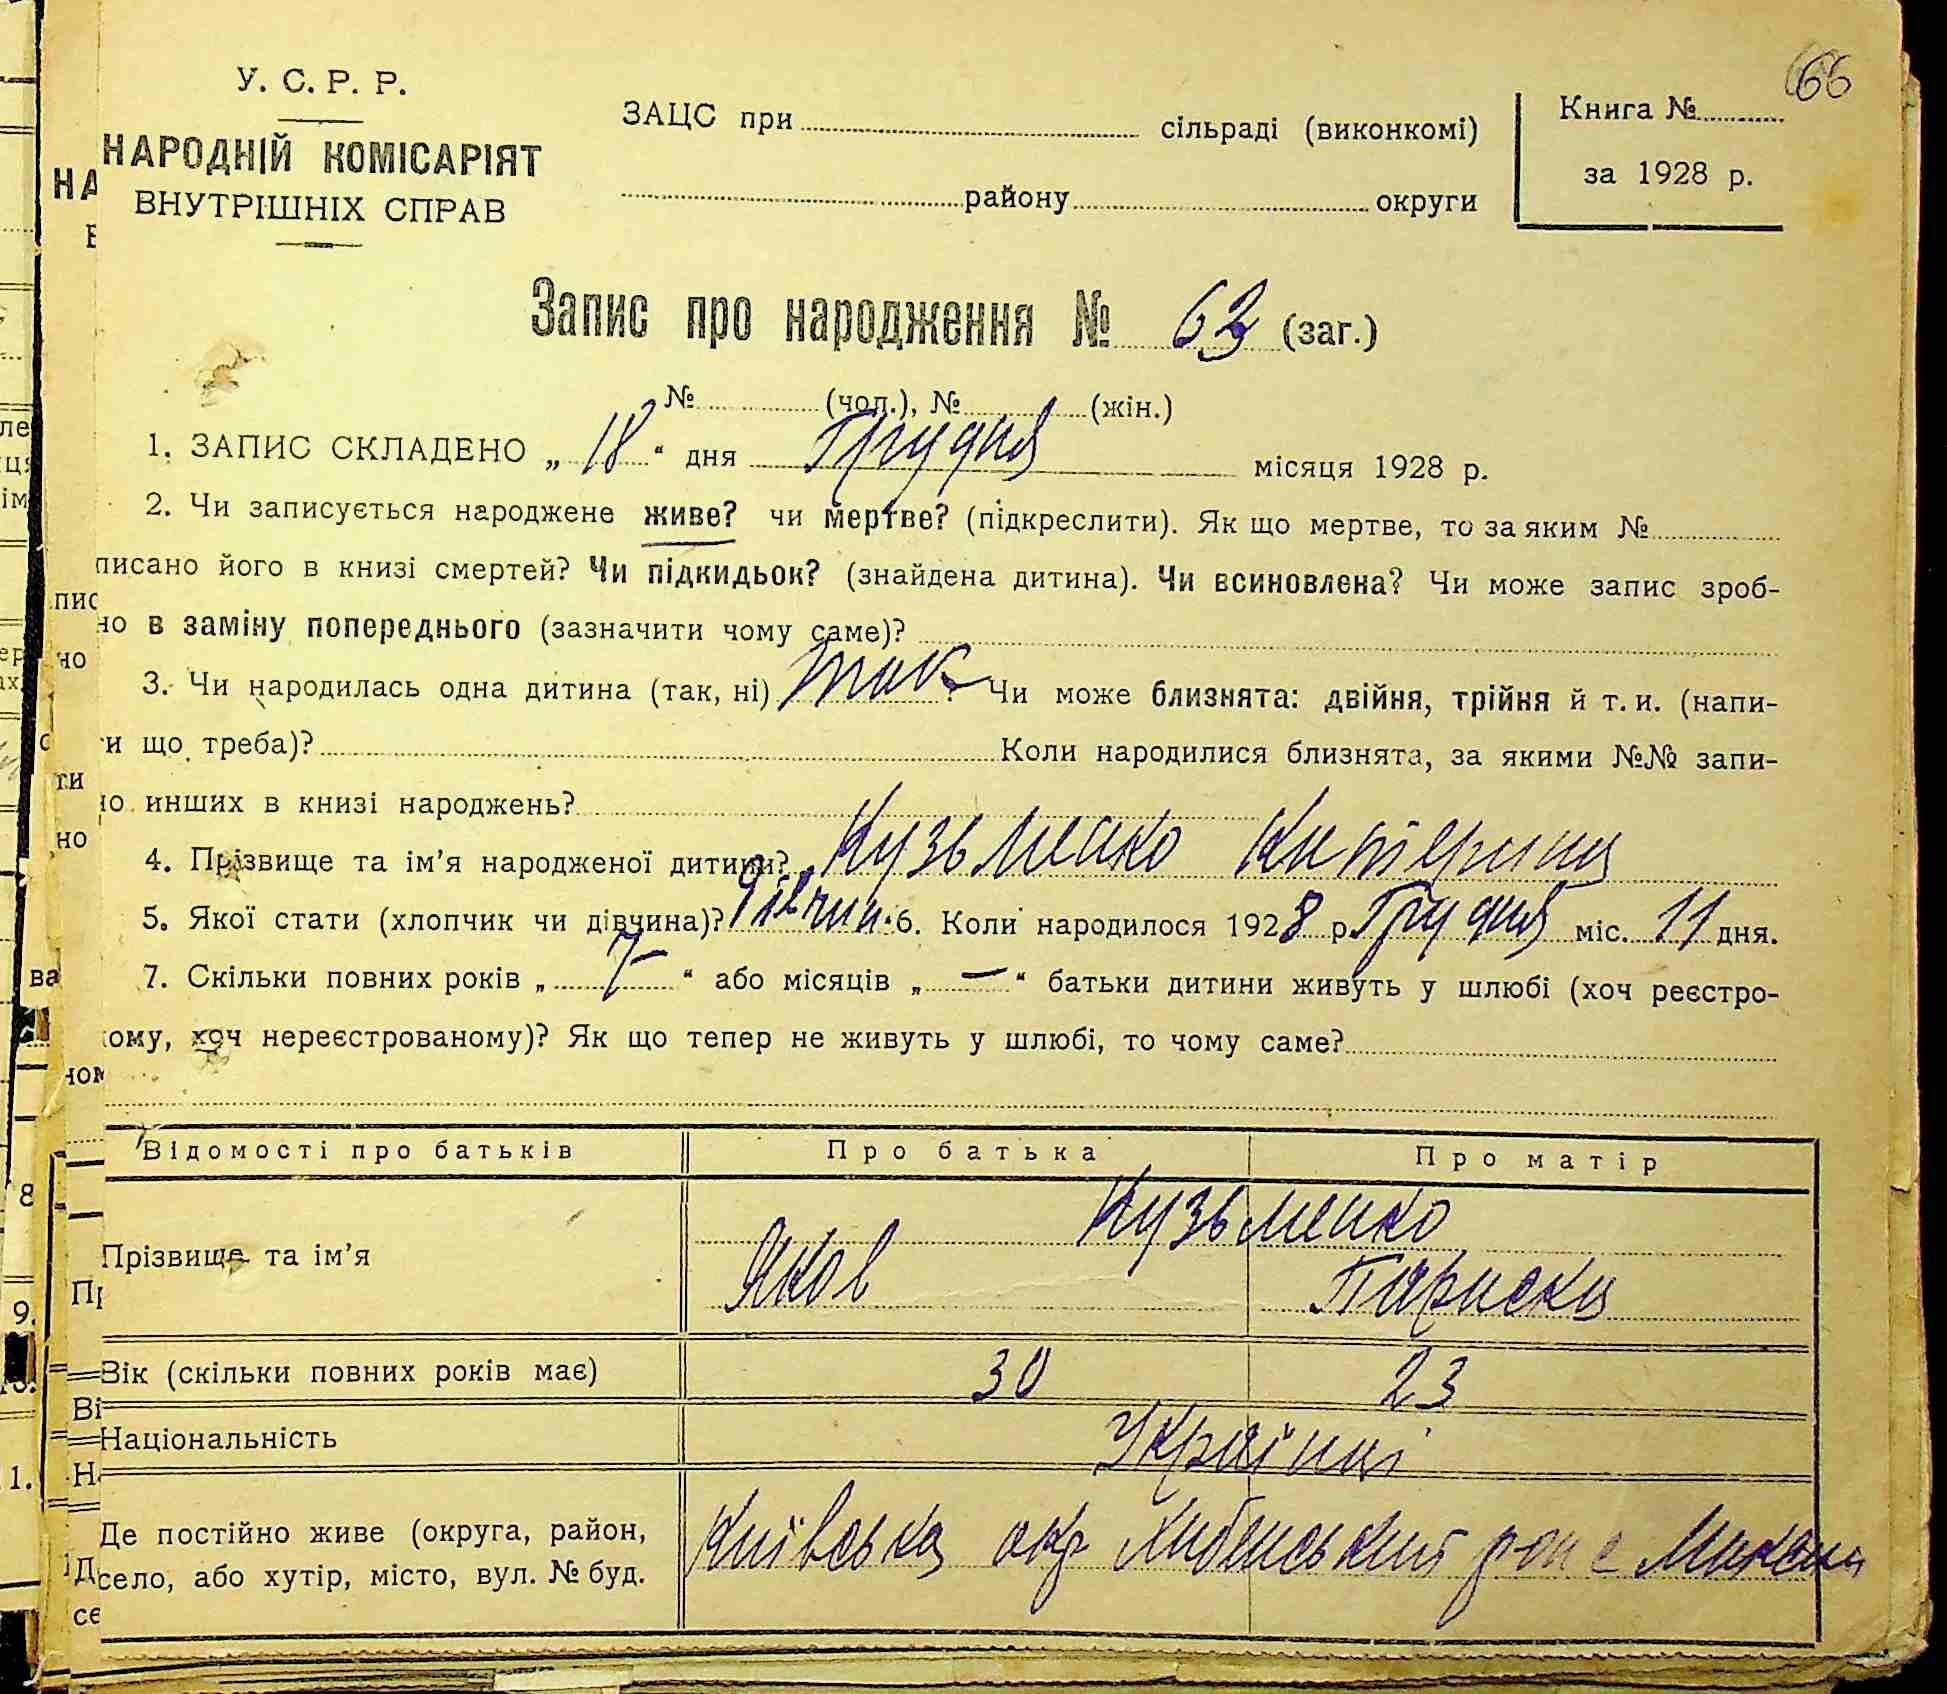 66
У. С. Р. Р.
НАРОДНІЙ КОМІСАРІЯТ
ВНУТРІШНІХ СПРАВ
ЗАЦС при сільраді (виконкомі)
району округи
Книга №
за 1928 р.
Запис про народження № 63 (заг.)
№ (чол.), № (жін.)
1. ЗАПИС СКЛАДЕНО „ 18 “ дня Грудня місяця 1928 р.
2. Чи записується народжене живе? чи мертве? (підкреслити). Як що мертве, то за яким №
писано його в книзі смертей? Чи підкидьок? (знайдена дитина). Чи всиновлена? Чи може запис зроб-
но в заміну попереднього (зазначити чому саме)?
3. Чи народилась одна дитина (так, ні) так ? Чи може близнята: двійня, трійня й т. и. (напи-
ти що треба)? Коли народилися близнята, за якими №№ запи-
но инших в книзі народжень?
4. Прізвище та ім’я народженої дитини? Кузьменко Катерина
5. Якої стати (хлопчик чи дівчина)? дівчин. 6. Коли народилося 1928 р. Грудня міс. 11 дня.
7. Скільки повних років „ 7 “ або місяців „ — “ батьки дитини живуть у шлюбі (хоч реєстро-
ому, хоч нереєстрованому)? Як що тепер не живуть у шлюбі, то чому саме?
Відомості про батьків Про батька Про матір
Кузьменко
Прізвище та ім’я Яков Параска
Вік (скільки повних років має) 30 23
Національність Українці
Де постійно живе (округа, район,
село, або хутір, місто, вул. № буд. Київська окр район с